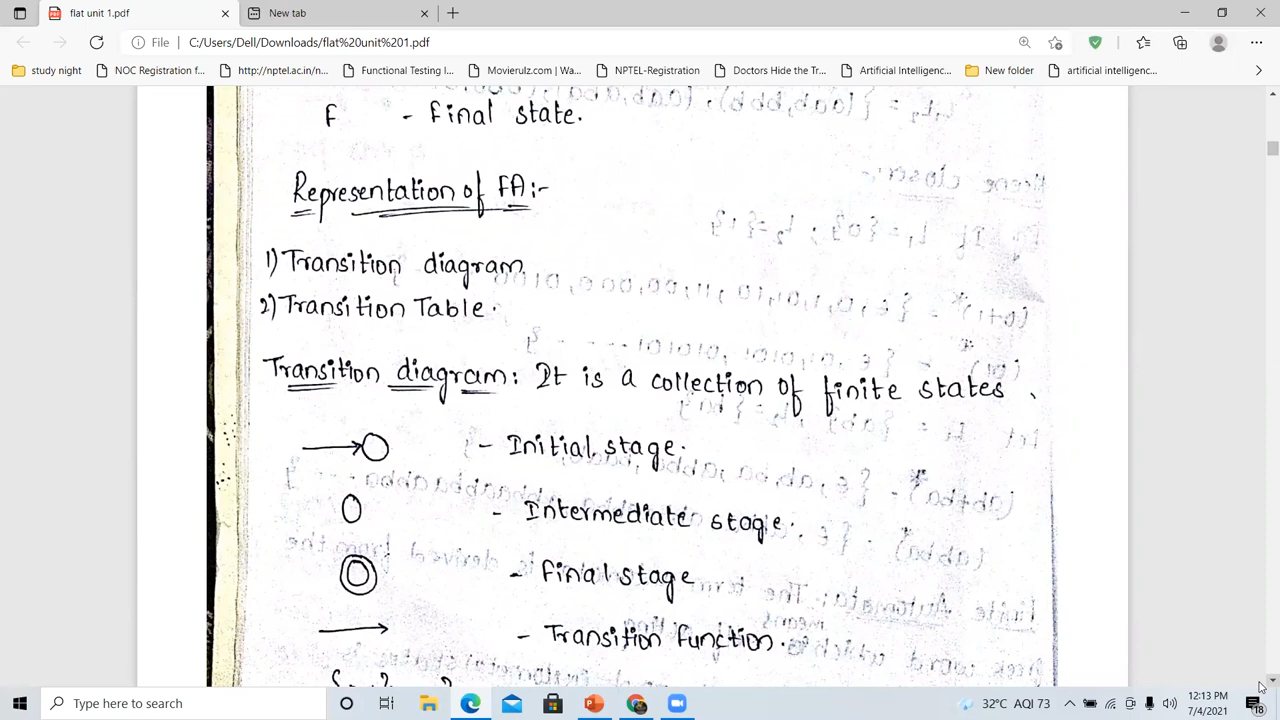 flat unit 1.pdf
New tab
File
C:/Users/Dell/Downloads/flat%20unit%201.pdf
study night
NOC Registration f...
http://nptel.ac.in/n...
Functional Testing I...
Movierulz.com | Wa...
NPTEL-Registration
Doctors Hide the Tr...
Artificial Intelligenc...
New folder
artificial intelligenc...
F - Final state.
Representation of FA:-
1) Transition diagram
2) Transition Table.
Transition diagram: It is a collection of finite states.
- Initial stage.
- Intermediate stage.
- final stage
- Transition function.
Type here to search
32°C AQI 73
12:13 PM
7/4/2021
18